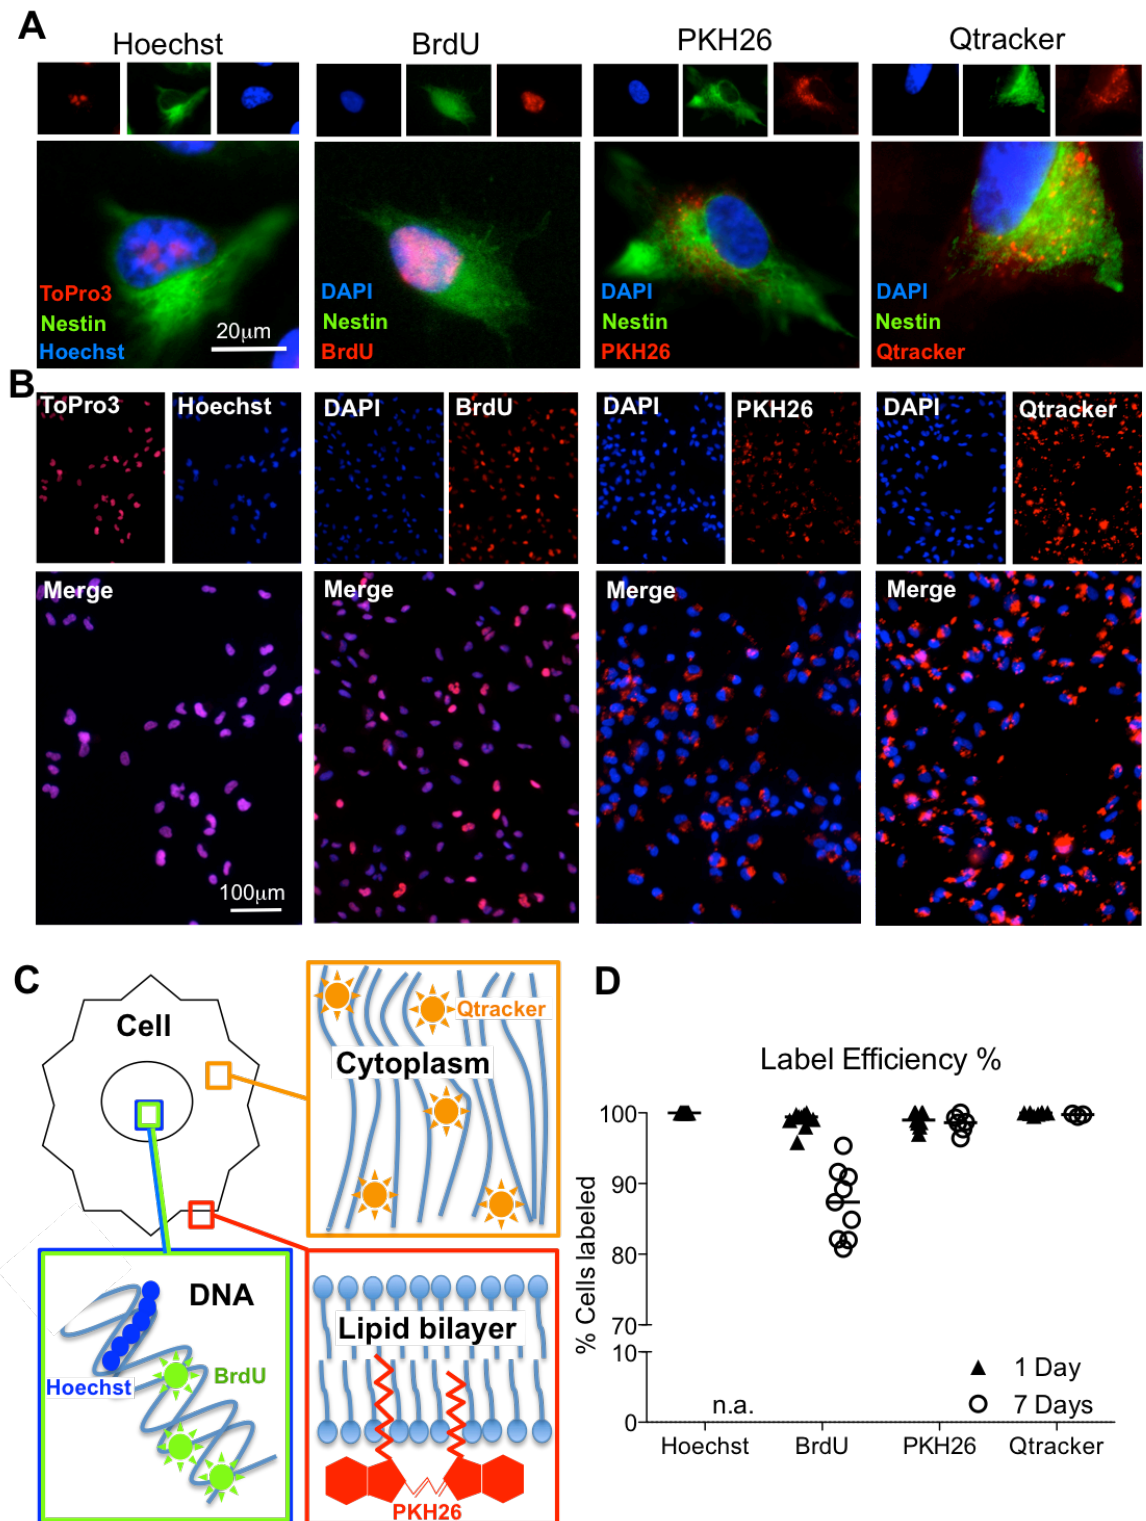 A
Hoechst
BrdU
PKH26
Qtracker
ToPro3
Nestin
Hoechst
20μm
DAPI
Nestin
BrdU
DAPI
Nestin
PKH26
DAPI
Nestin
Qtracker
B
ToPro3
Hoechst
DAPI
BrdU
DAPI
PKH26
DAPI
Qtracker
Merge
100μm
Merge
Merge
Merge
C
Cell
Qtracker
Cytoplasm
DNA
Hoechst
BrdU
Lipid bilayer
PKH26
D
Label Efficiency %
% Cells labeled
100
90
80
70
10
0
n.a.
1 Day
7 Days
Hoechst
BrdU
PKH26
Qtracker